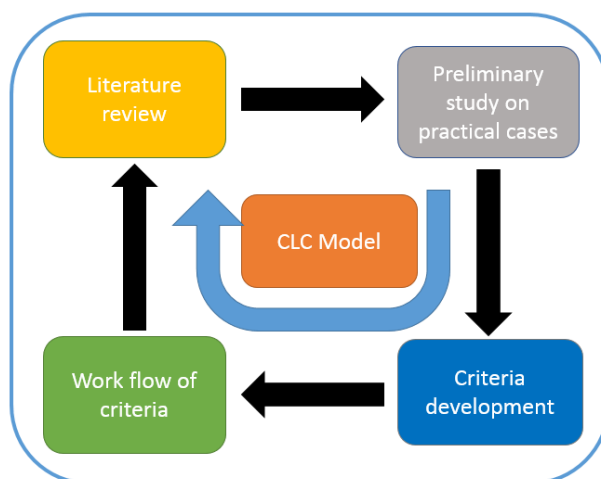 Literature
review
Preliminary
study on
practical cases
CLC Model
Work flow of
criteria
Criteria
development